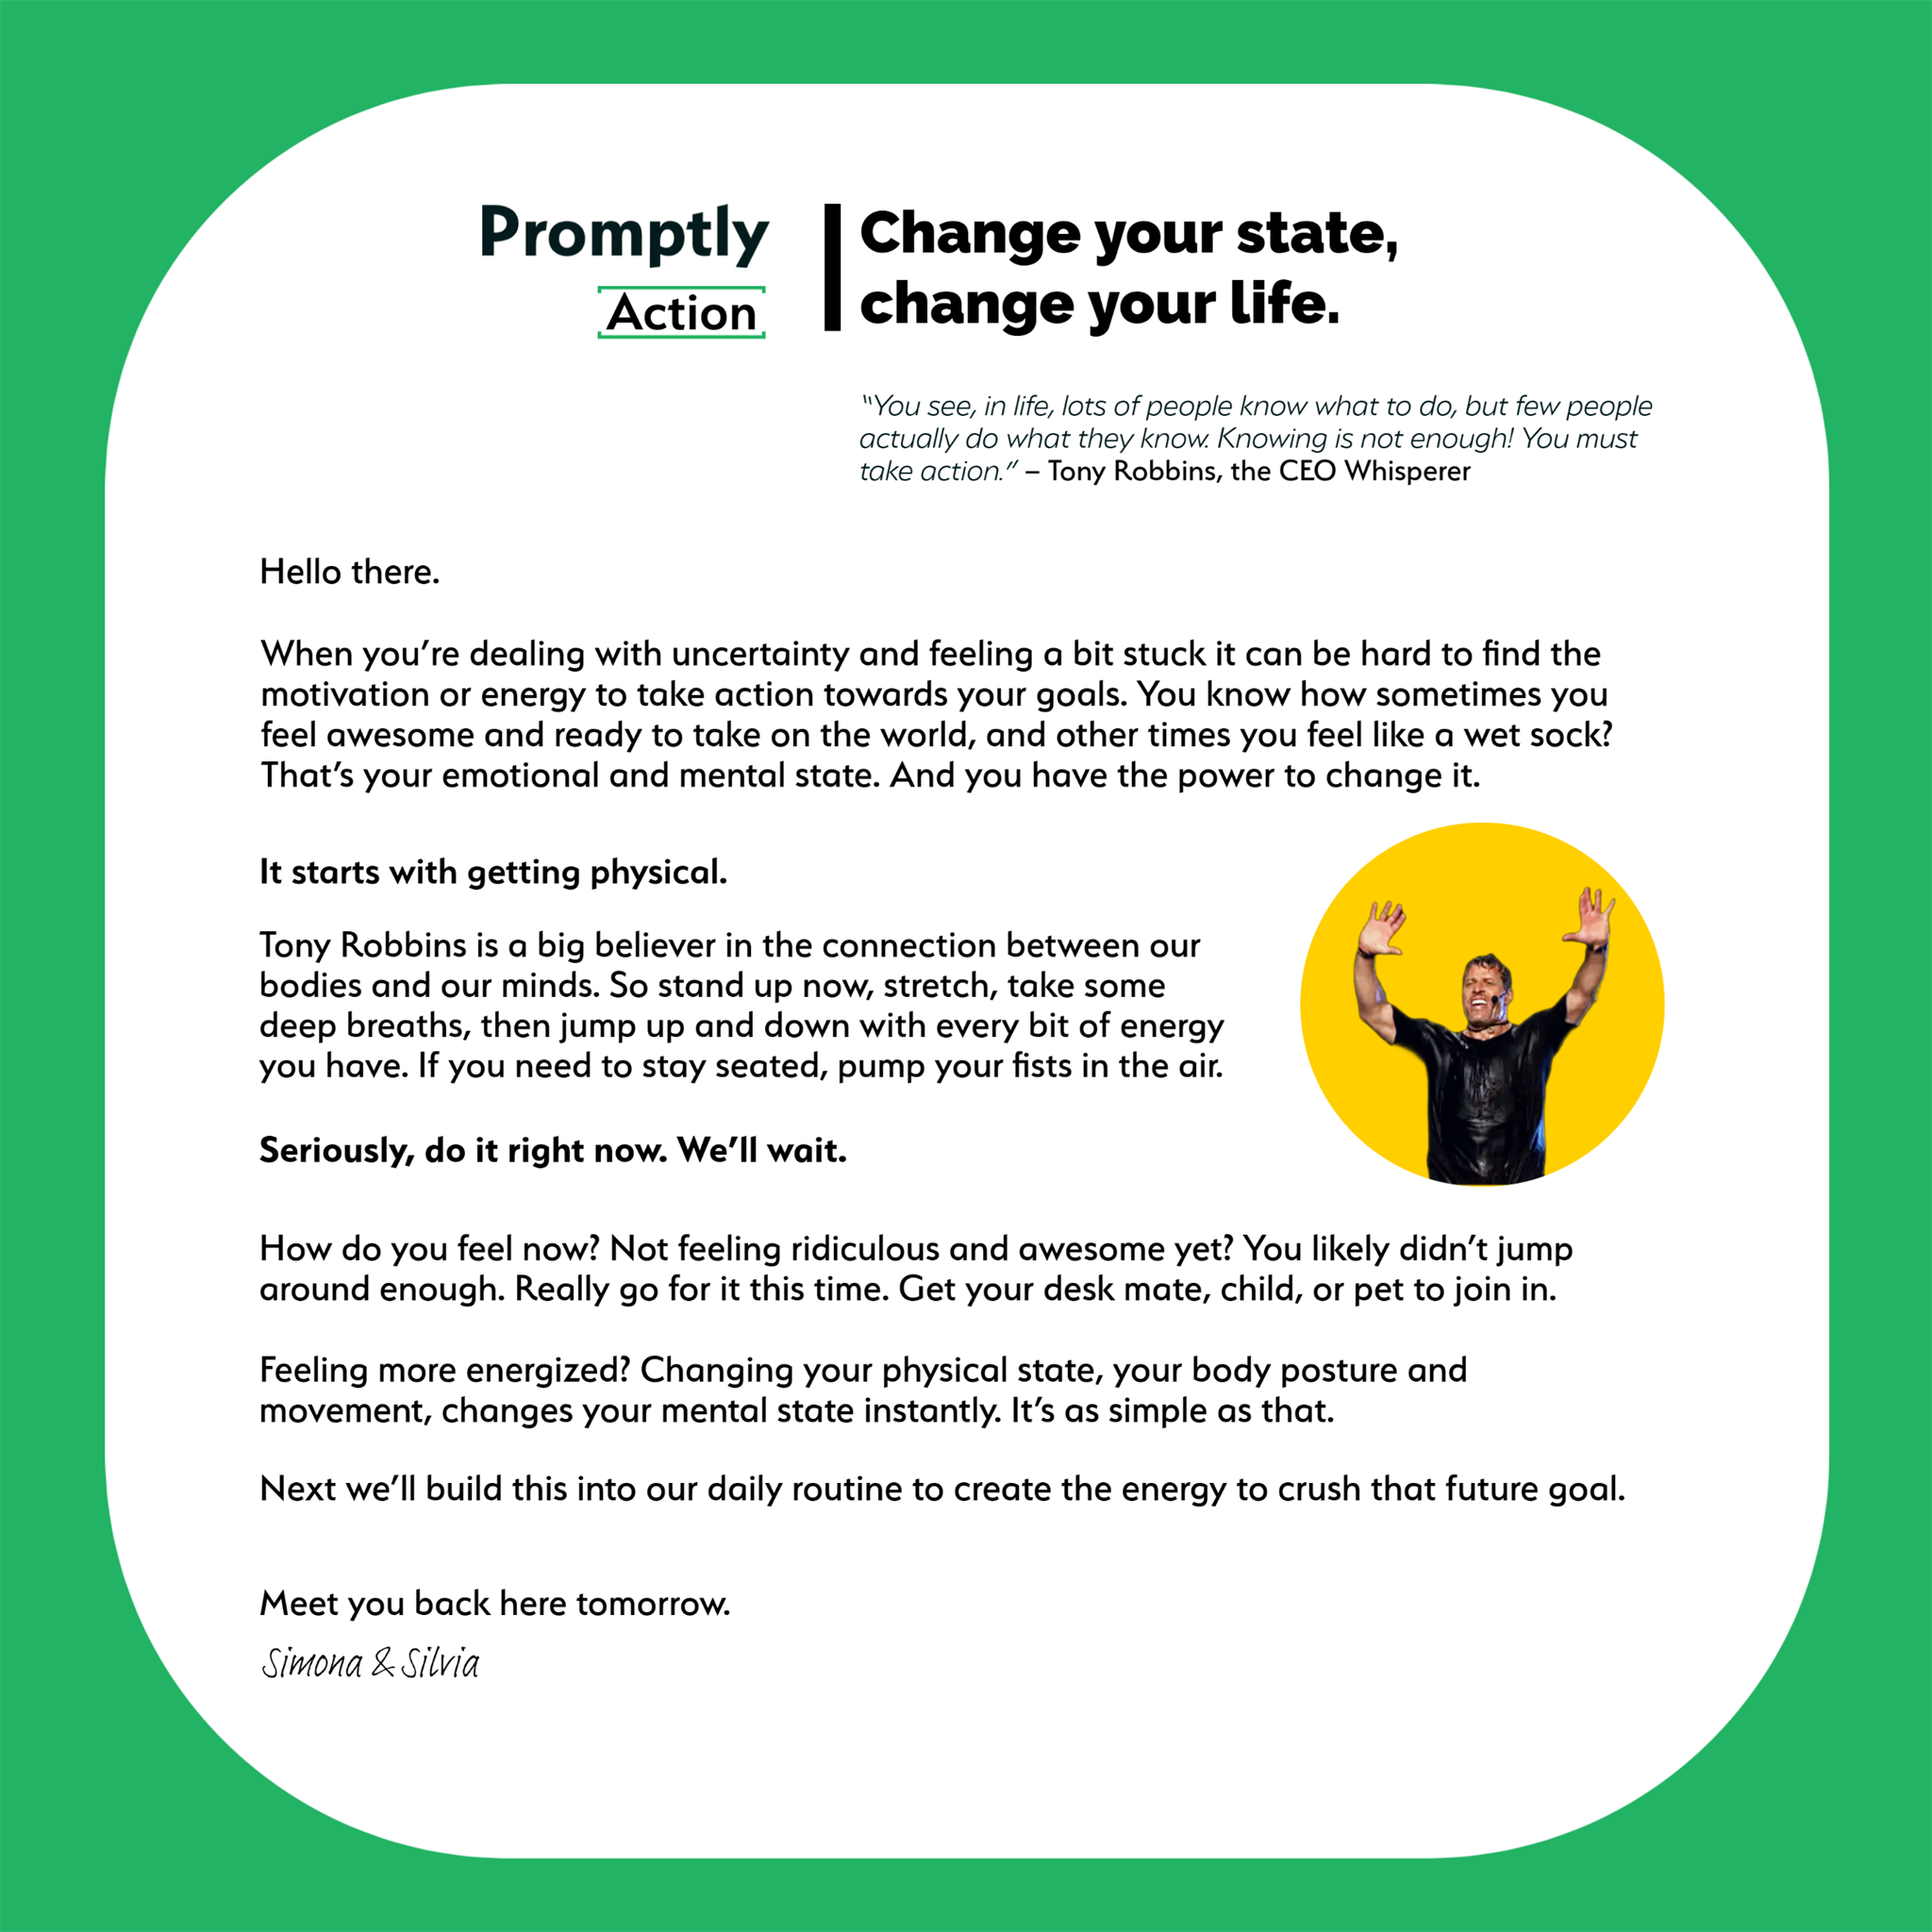 Promptly
Action
Change your state,
change your life.
“You see, in life, lots of people know what to do, but few people
actually do what they know. Knowing is not enough! You must
take action.” – Tony Robbins, the CEO Whisperer
Hello there.
When you’re dealing with uncertainty and feeling a bit stuck it can be hard to find the
motivation or energy to take action towards your goals. You know how sometimes you
feel awesome and ready to take on the world, and other times you feel like a wet sock?
That’s your emotional and mental state. And you have the power to change it.
It starts with getting physical.
Tony Robbins is a big believer in the connection between our
bodies and our minds. So stand up now, stretch, take some
deep breaths, then jump up and down with every bit of energy
you have. If you need to stay seated, pump your fists in the air.
Seriously, do it right now. We’ll wait.
How do you feel now? Not feeling ridiculous and awesome yet? You likely didn’t jump
around enough. Really go for it this time. Get your desk mate, child, or pet to join in.
Feeling more energized? Changing your physical state, your body posture and
movement, changes your mental state instantly. It’s as simple as that.
Next we’ll build this into our daily routine to create the energy to crush that future goal.
Meet you back here tomorrow.
Simona & Silvia